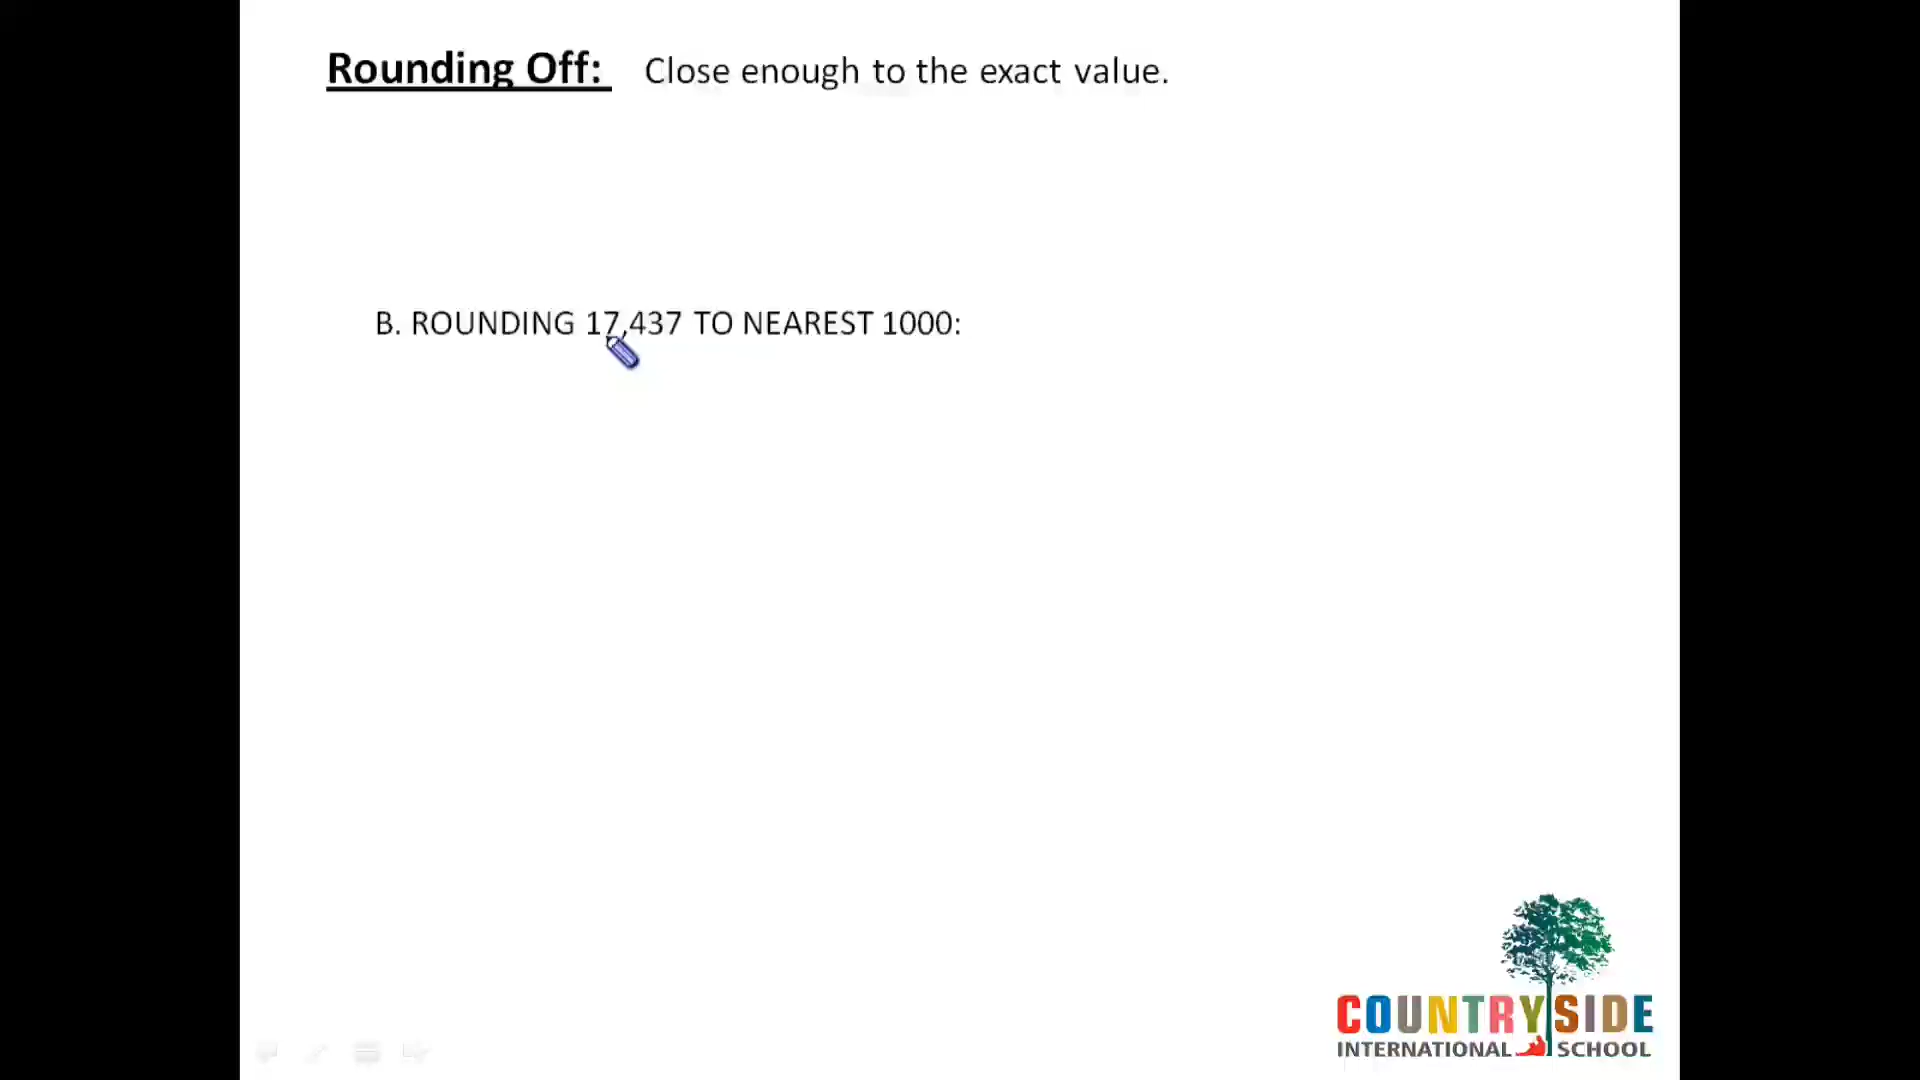 Rounding Off: Close enough to the exact value.
B. ROUNDING 17,437 TO NEAREST 1000:
COUNTRYSIDE
INTERNATIONAL SCHOOL